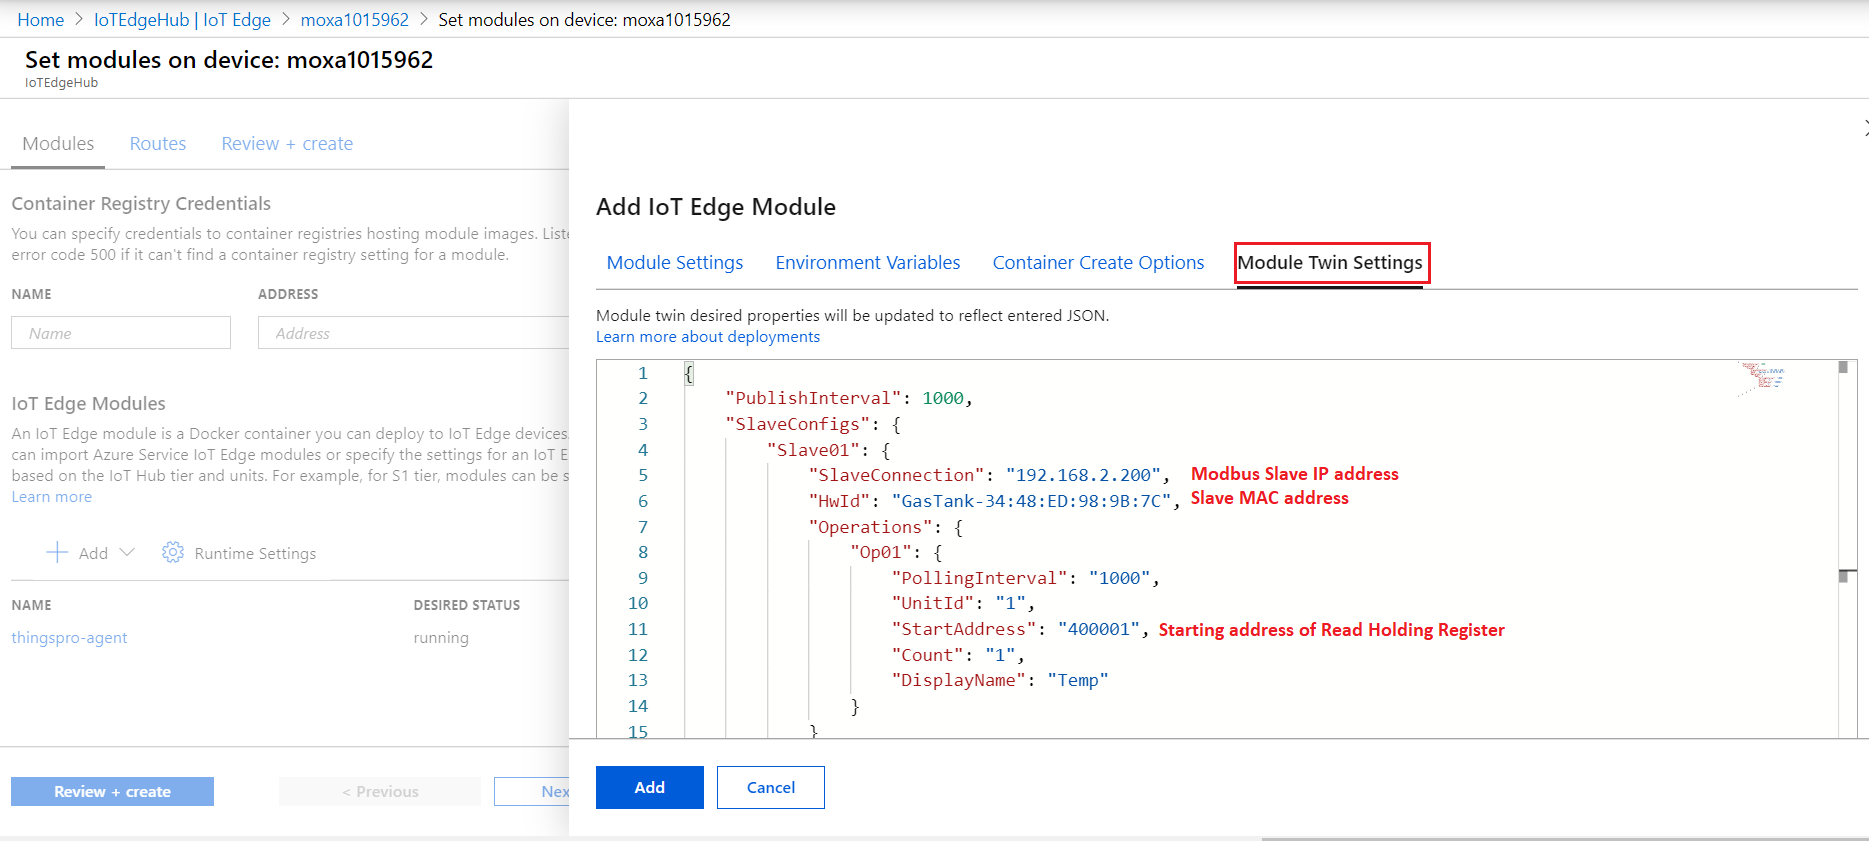 Home > IoTEdgeHub | IoT Edge > moxa1015962 > Set modules on device: moxa1015962
Set modules on device: moxa1015962
IoTEdgeHub
Modules Routes Review + create
Container Registry Credentials
You can specify credentials to container registries hosting module images. Liste
error code 500 if it can't find a container registry setting for a module.
NAME ADDRESS
Name Address
IoT Edge Modules
An IoT Edge module is a Docker container you can deploy to IoT Edge devices.
can import Azure Service IoT Edge modules or specify the settings for an IoT E
based on the IoT Hub tier and units. For example, for S1 tier, modules can be s
Learn more
Add Runtime Settings
NAME DESIRED STATUS
thingspro-agent running
Review + create < Previous Nex
Add IoT Edge Module
Module Settings Environment Variables Container Create Options Module Twin Settings
Module twin desired properties will be updated to reflect entered JSON.
Learn more about deployments
1 {
2 "PublishInterval": 1000,
3 "SlaveConfigs": {
4 "Slave01": {
5 "SlaveConnection": "192.168.2.200", Modbus Slave IP address
6 "HwId": "GasTank-34:48:ED:98:9B:7C", Slave MAC address
7 "Operations": {
8 "Op01": {
9 "PollingInterval": "1000",
10 "UnitId": "1",
11 "StartAddress": "400001", Starting address of Read Holding Register
12 "Count": "1",
13 "DisplayName": "Temp"
14 }
15 }
Add Cancel